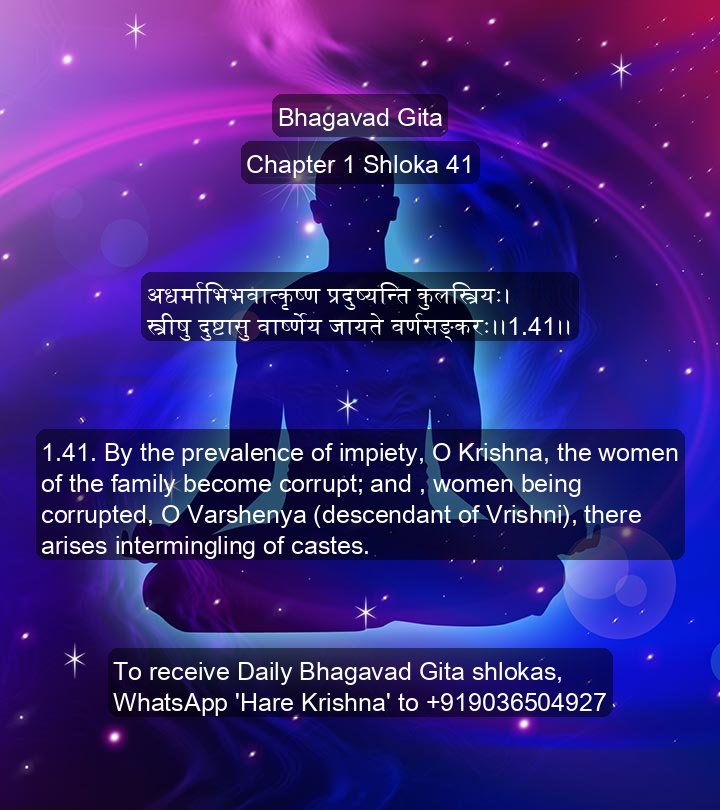 Bhagavad Gita
Chapter 1 Shloka 41
अधर्माभिभवात्कृष्ण प्रदुष्यन्ति कुलस्त्रियः।
स्त्रीषु दुष्टासु वार्ष्णेय जायते वर्णसङ्करः।।1.41।।
1.41. By the prevalence of impiety, O Krishna, the women
of the family become corrupt; and , women being
corrupted, O Varshenya (descendant of Vrishni), there
arises intermingling of castes.
To receive Daily Bhagavad Gita shlokas,
WhatsApp 'Hare Krishna' to +919036504927